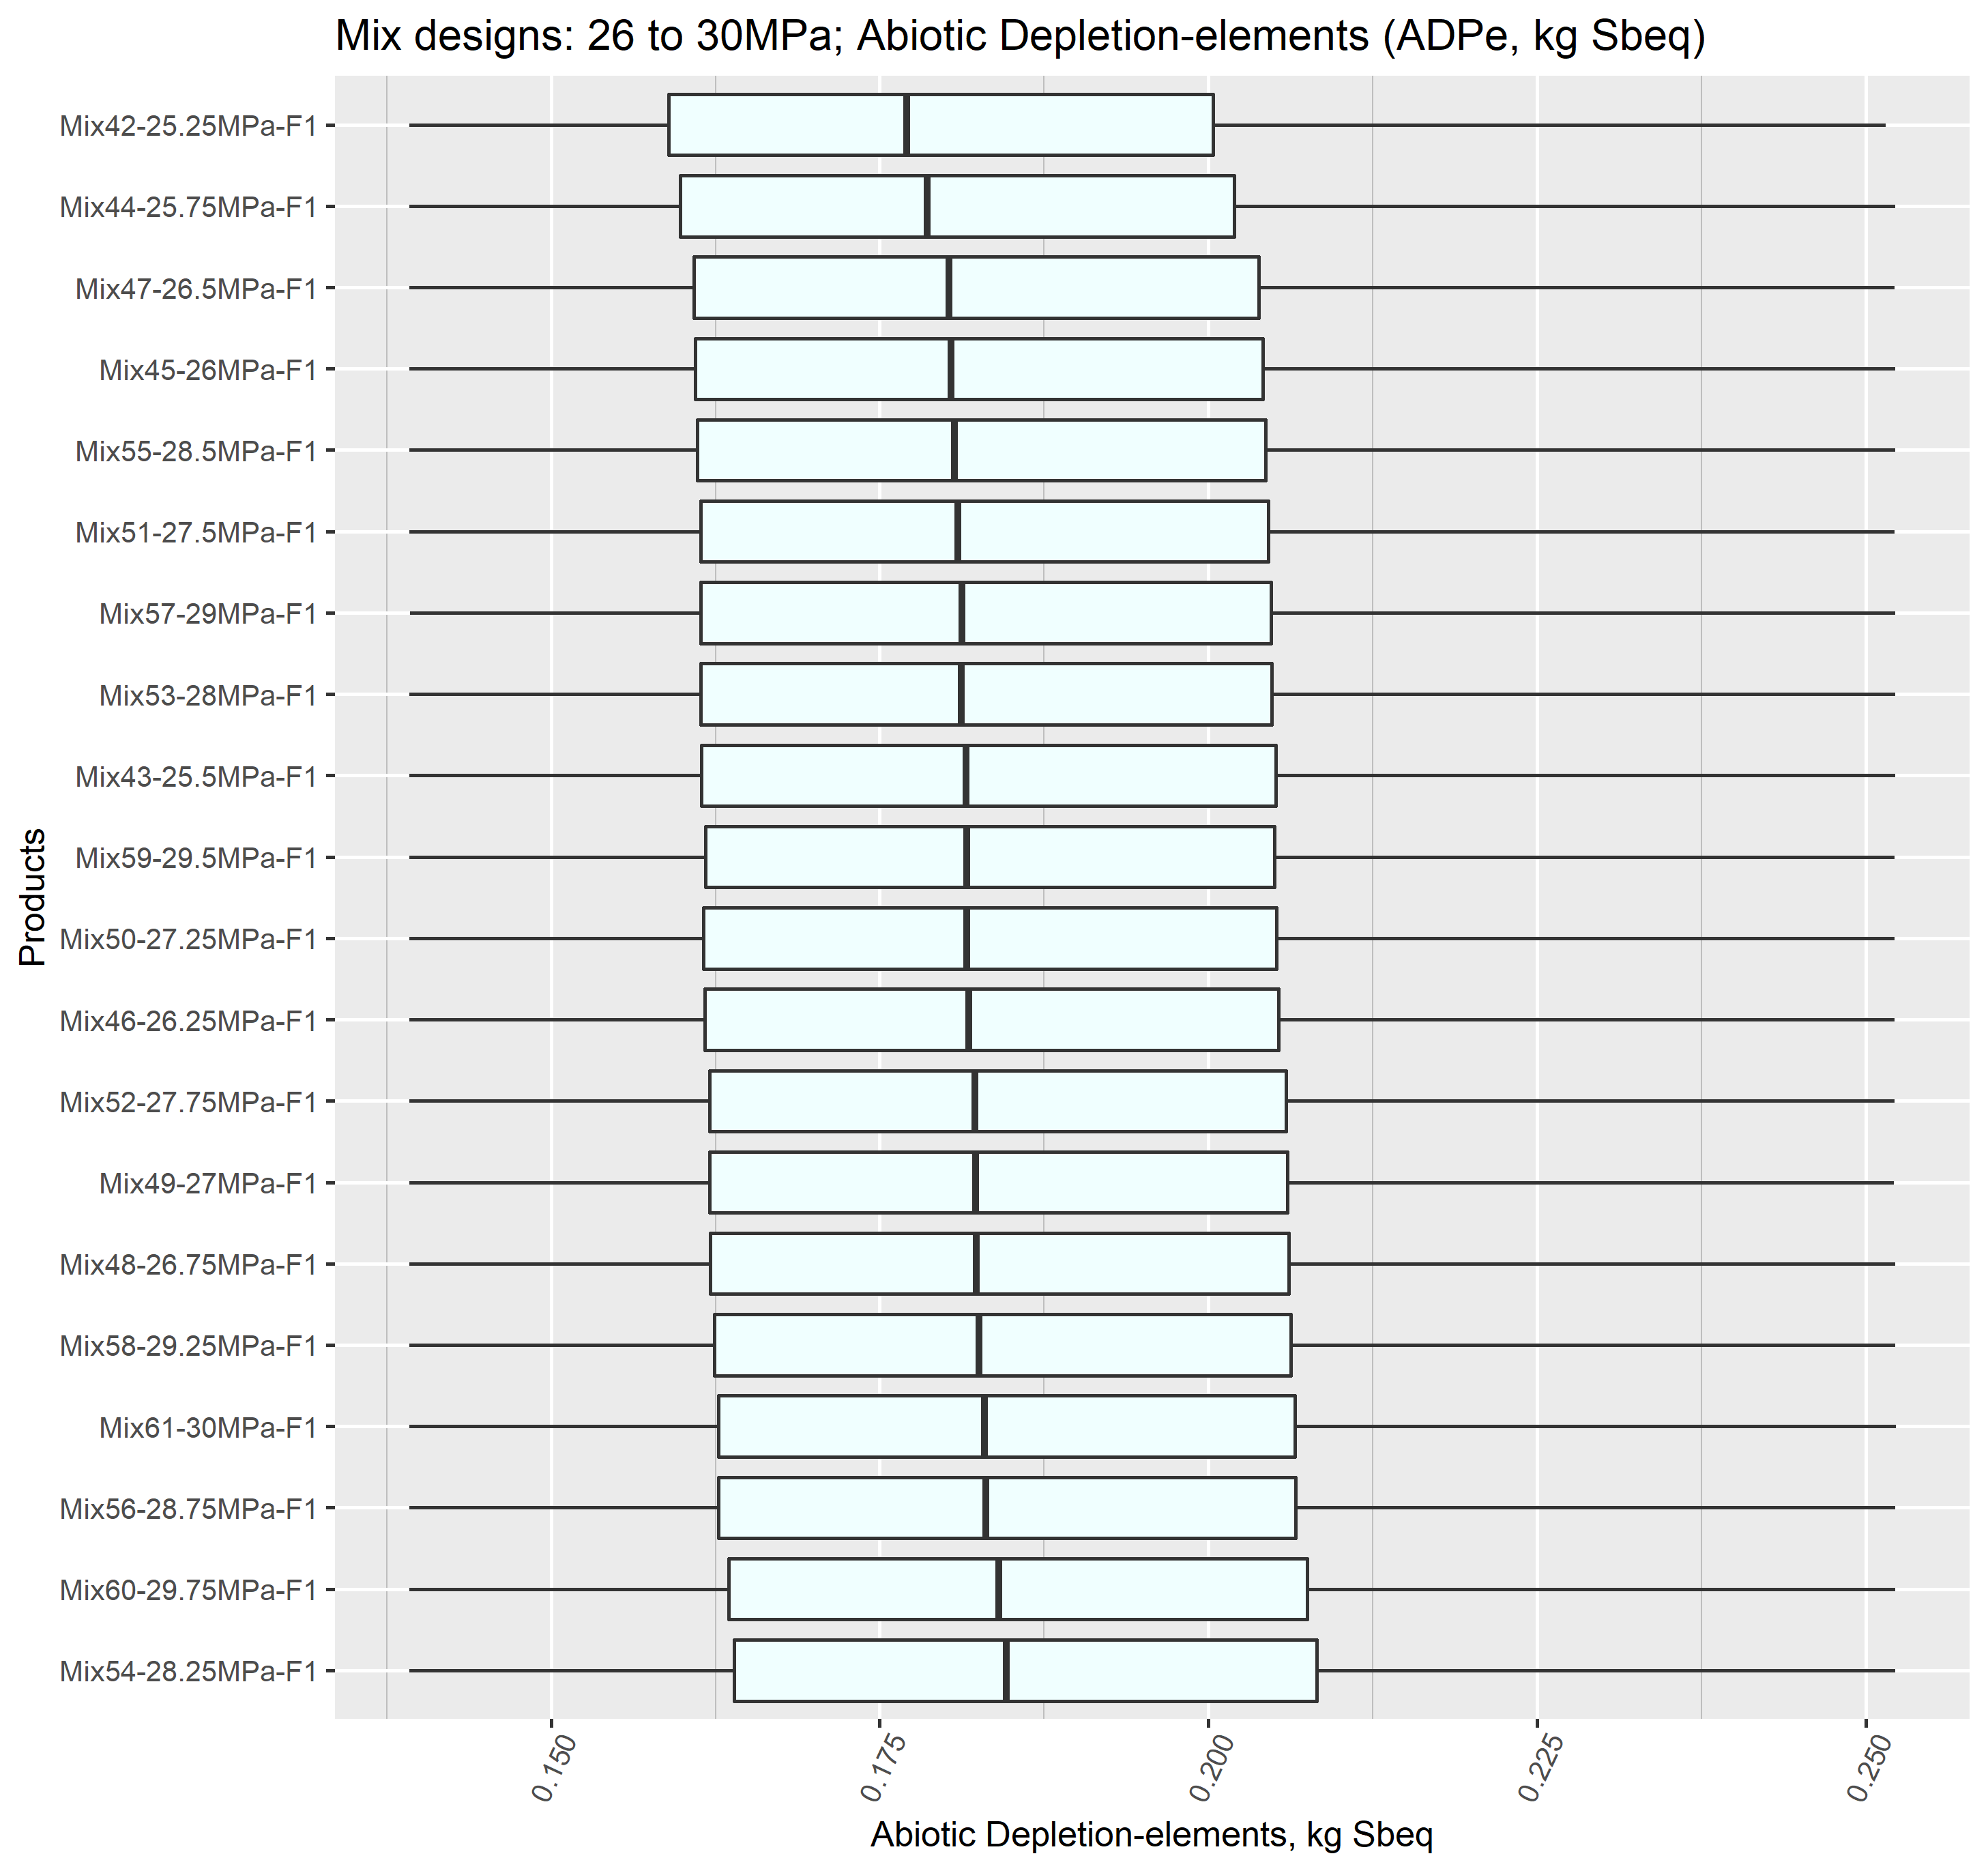 Mix designs: 26 to 30MPa; Abiotic Depletion-elements (ADPe, kg Sbeq)
Products
Mix42-25.25MPa-F1
Mix44-25.75MPa-F1
Mix47-26.5MPa-F1
Mix45-26MPa-F1
Mix55-28.5MPa-F1
Mix51-27.5MPa-F1
Mix57-29MPa-F1
Mix53-28MPa-F1
Mix43-25.5MPa-F1
Mix59-29.5MPa-F1
Mix50-27.25MPa-F1
Mix46-26.25MPa-F1
Mix52-27.75MPa-F1
Mix49-27MPa-F1
Mix48-26.75MPa-F1
Mix58-29.25MPa-F1
Mix61-30MPa-F1
Mix56-28.75MPa-F1
Mix60-29.75MPa-F1
Mix54-28.25MPa-F1
0.150
0.175
0.200
0.225
0.250
Abiotic Depletion-elements, kg Sbeq